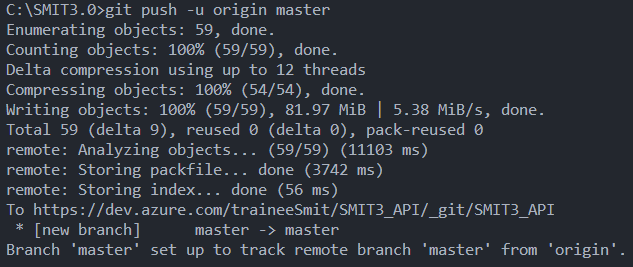 C:\SMIT3.0>git push -u origin master
Enumerating objects: 59, done.
Counting objects: 100% (59/59), done.
Delta compression using up to 12 threads
Compressing objects: 100% (54/54), done.
Writing objects: 100% (59/59), 81.97 MiB | 5.38 MiB/s, done.
Total 59 (delta 9), reused 0 (delta 0), pack-reused 0
remote: Analyzing objects... (59/59) (11103 ms)
remote: Storing packfile... done (3742 ms)
remote: Storing index... done (56 ms)
To https://dev.azure.com/traineeSmit/SMIT3_API/_git/SMIT3_API
 * [new branch]      master -> master
Branch 'master' set up to track remote branch 'master' from 'origin'.